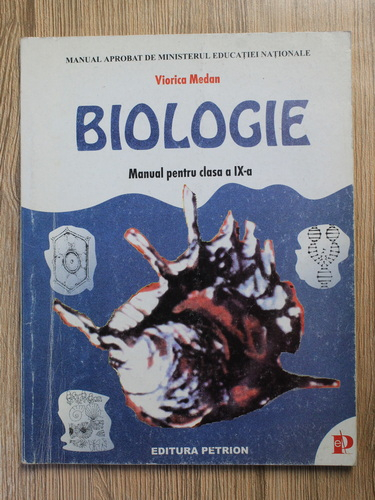 MANUAL APROBAT DE MINISTERUL EDUCAȚIEI NAȚIONALE
Viorica Medan
BIOLOGIE
Manual pentru clasa a IX-a
EDITURA PETRION